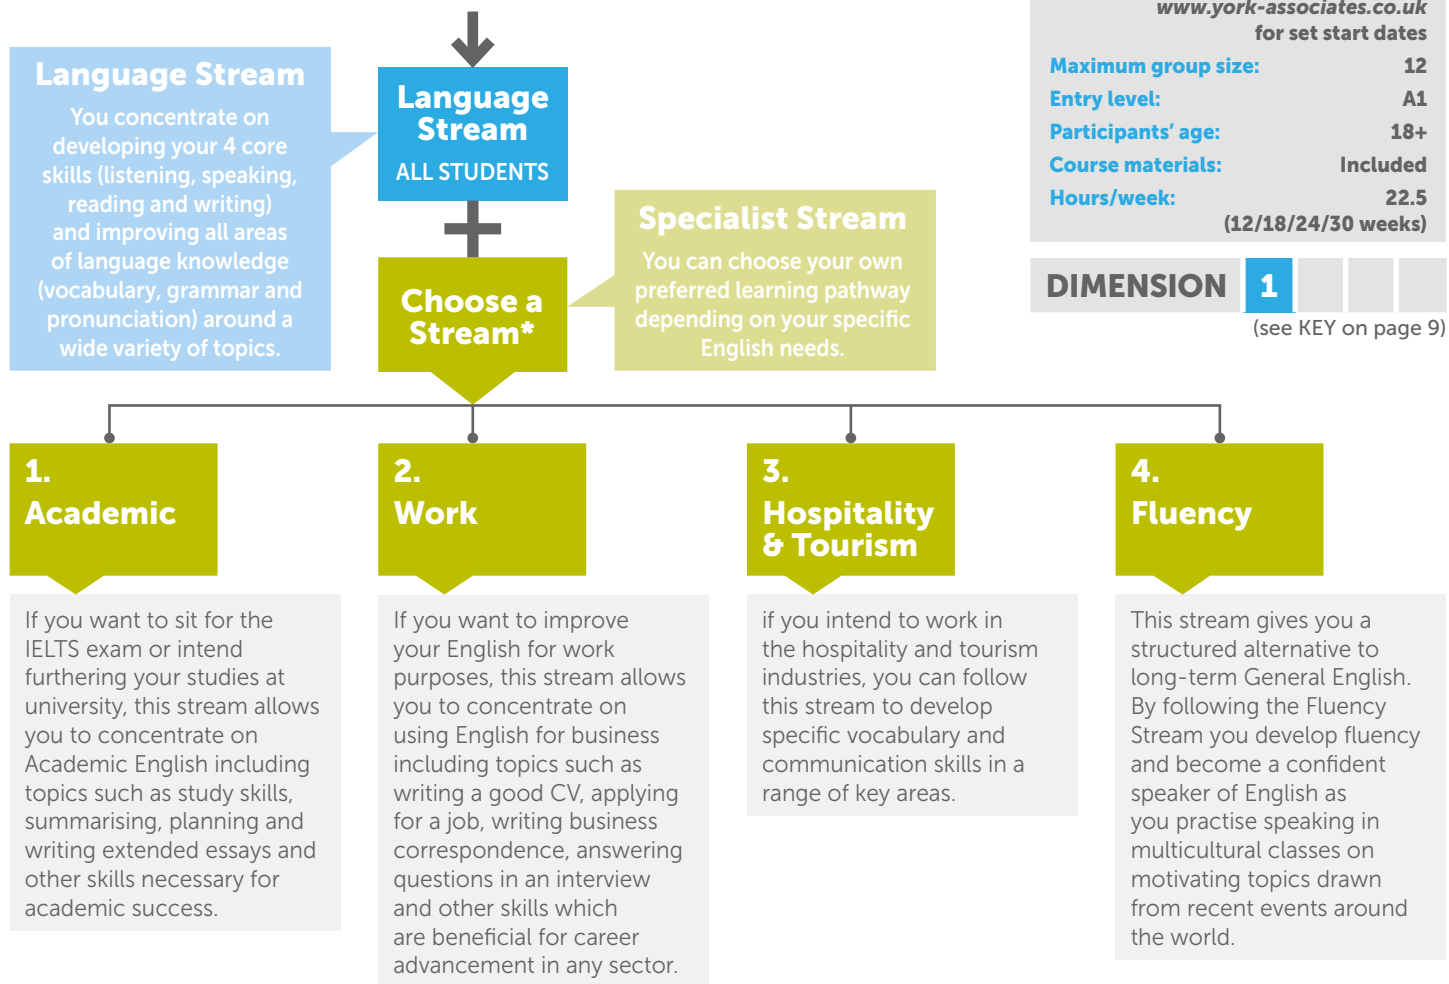 www.york-associates.co.uk
for set start dates
Maximum group size: 12
Entry level: A1
Participants' age: 18+
Course materials: Included
Hours/week: 22.5
(12/18/24/30 weeks)
DIMENSION 1
(see KEY on page 9)
Language Stream
You concentrate on
developing your 4 core
skills (listening, speaking,
reading and writing)
and improving all areas
of language knowledge
(vocabulary, grammar and
pronunciation) around a
wide variety of topics.
Language
Stream
ALL STUDENTS
Choose a
Stream*
Specialist Stream
You can choose your own
preferred learning pathway
depending on your specific
English needs.
1.
Academic
If you want to sit for the
IELTS exam or intend
furthering your studies at
university, this stream allows
you to concentrate on
Academic English including
topics such as study skills,
summarising, planning and
writing extended essays and
other skills necessary for
academic success.
2.
Work
If you want to improve
your English for work
purposes, this stream allows
you to concentrate on
using English for business
including topics such as
writing a good CV, applying
for a job, writing business
correspondence, answering
questions in an interview
and other skills which
are beneficial for career
advancement in any sector.
3.
Hospitality
& Tourism
if you intend to work in
the hospitality and tourism
industries, you can follow
this stream to develop
specific vocabulary and
communication skills in a
range of key areas.
4.
Fluency
This stream gives you a
structured alternative to
long-term General English.
By following the Fluency
Stream you develop fluency
and become a confident
speaker of English as
you practise speaking in
multicultural classes on
motivating topics drawn
from recent events around
the world.